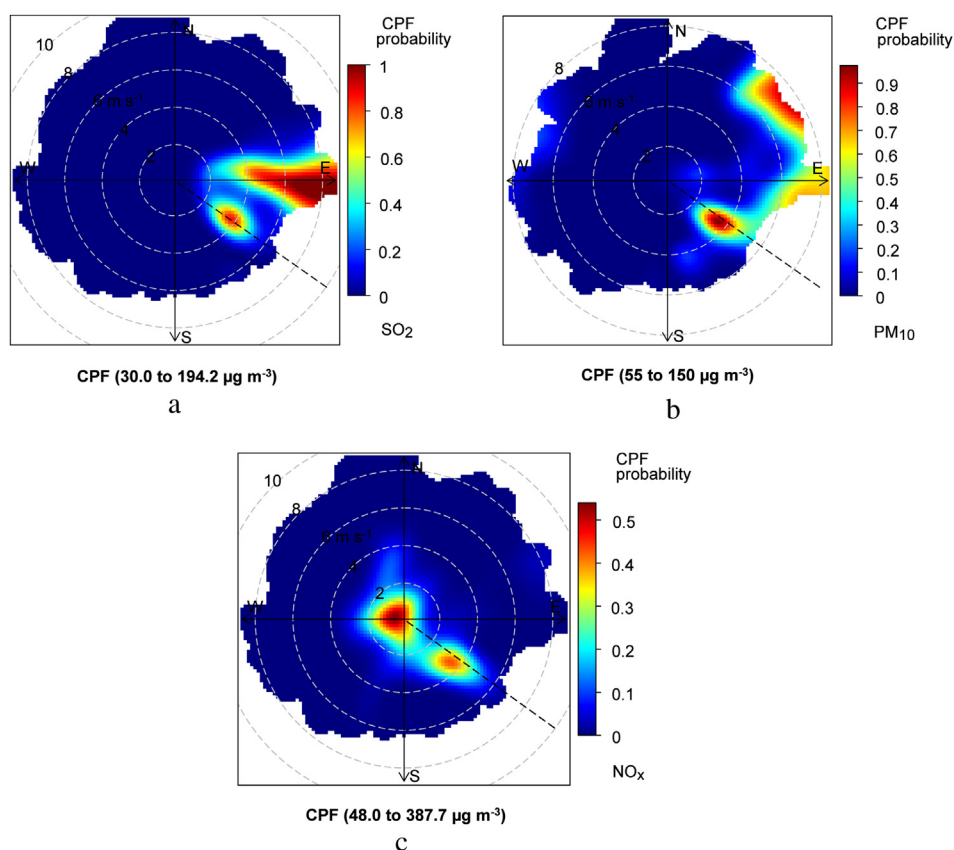 CPF
probability
10
8
6 m s⁻¹
4
2
N
W
E
S
1
0.8
0.6
0.4
0.2
0
SO₂
CPF (30.0 to 194.2 µg m⁻³)
a
CPF
probability
8
6 m s⁻¹
4
2
N
W
E
S
0.9
0.8
0.7
0.6
0.5
0.4
0.3
0.2
0.1
0
PM₁₀
CPF (55 to 150 µg m⁻³)
b
CPF
probability
10
8
6 m s⁻¹
4
2
N
W
E
S
0.5
0.4
0.3
0.2
0.1
0
NOₓ
CPF (48.0 to 387.7 µg m⁻³)
c